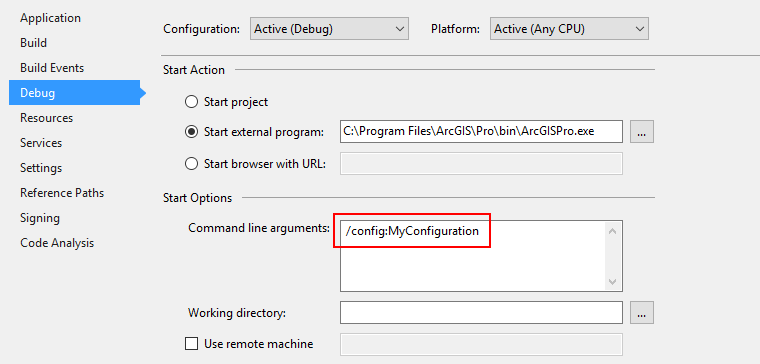 Application
Build
Build Events
Debug
Resources
Services
Settings
Reference Paths
Signing
Code Analysis
Configuration: Active (Debug) Platform: Active (Any CPU)
Start Action
Start project
Start external program: C:\Program Files\ArcGIS\Pro\bin\ArcGISPro.exe ...
Start browser with URL:
Start Options
Command line arguments: /config:MyConfiguration
Working directory: ...
Use remote machine